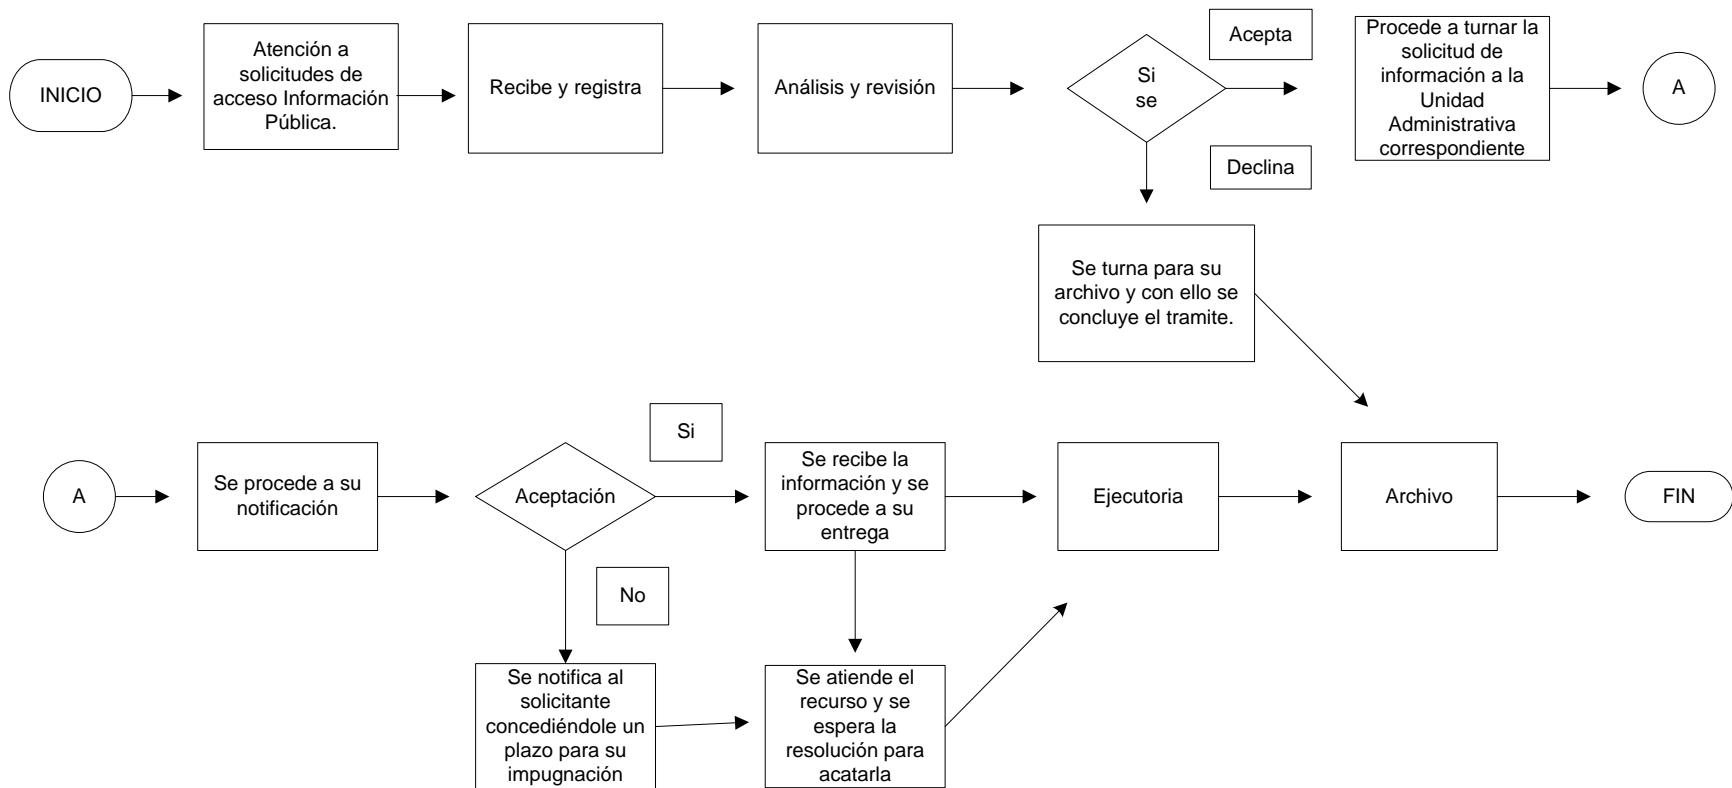 INICIO
Atención a
solicitudes de
acceso Información
Pública.
Recibe y registra
Análisis y revisión
Si
se
Acepta
Declina
Procede a turnar la
solicitud de
información a la
Unidad
Administrativa
correspondiente
A
Se turna para su
archivo y con ello se
concluye el tramite.
A
Se procede a su
notificación
Aceptación
Si
No
Se recibe la
información y se
procede a su
entrega
Ejecutoria
Archivo
FIN
Se notifica al
solicitante
concediéndole un
plazo para su
impugnación
Se atiende el
recurso y se
espera la
resolución para
acatarla